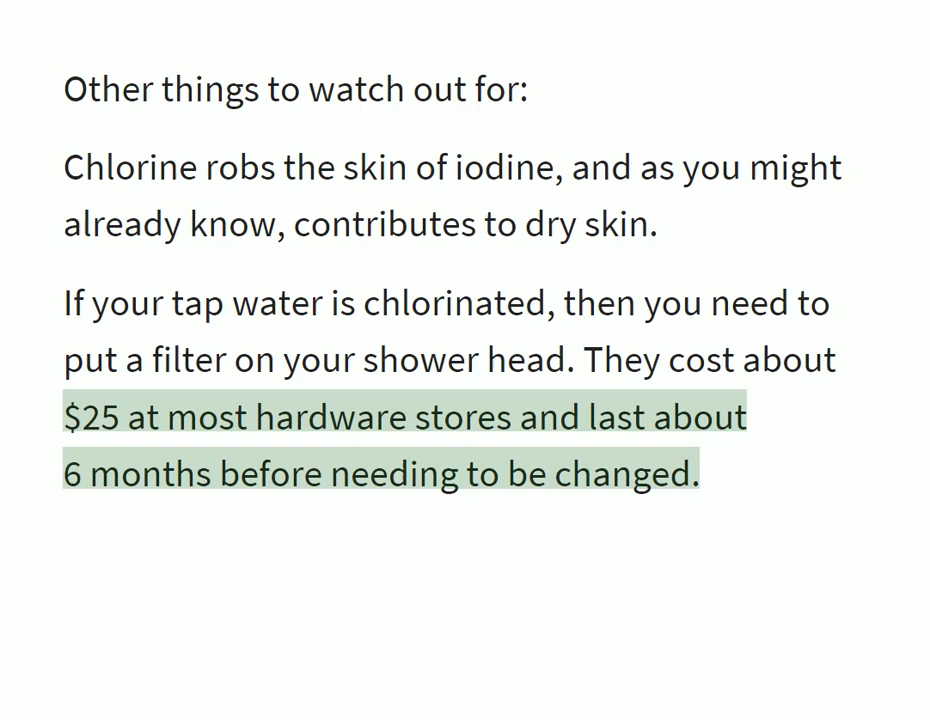 Other things to watch out for:
Chlorine robs the skin of iodine, and as you might
already know, contributes to dry skin.
If your tap water is chlorinated, then you need to
put a filter on your shower head. They cost about
$25 at most hardware stores and last about
6 months before needing to be changed.